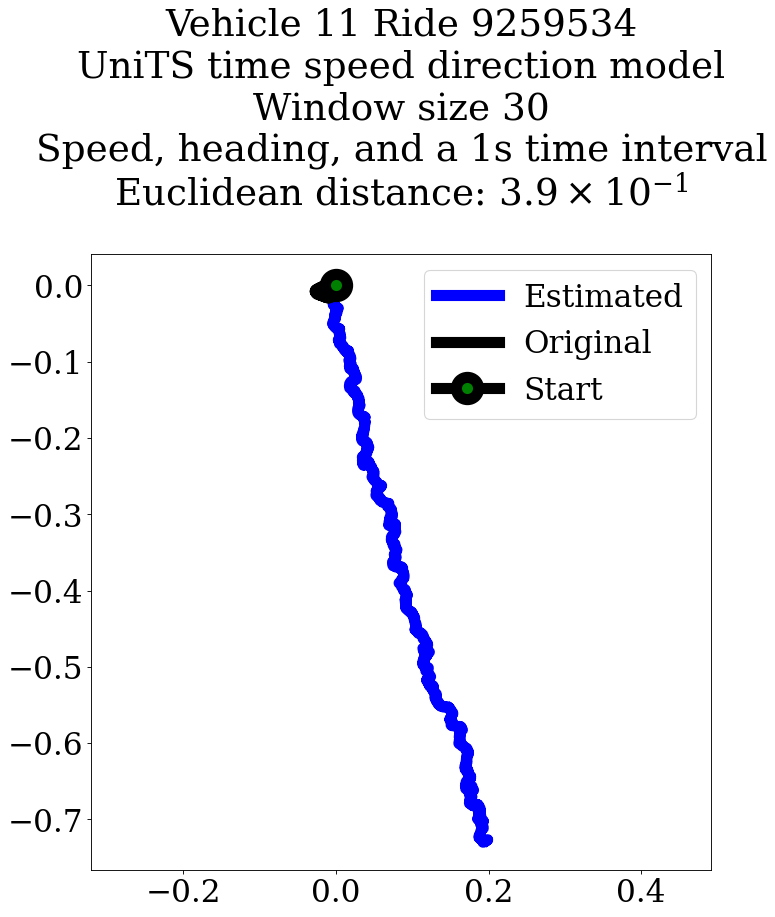 Vehicle 11 Ride 9259534
UniTS time speed direction model
Window size 30
Speed, heading, and a 1s time interval
Euclidean distance: 3.9 × 10⁻¹
Estimated
Original
Start
0.0
−0.1
−0.2
−0.3
−0.4
−0.5
−0.6
−0.7
−0.2 0.0 0.2 0.4